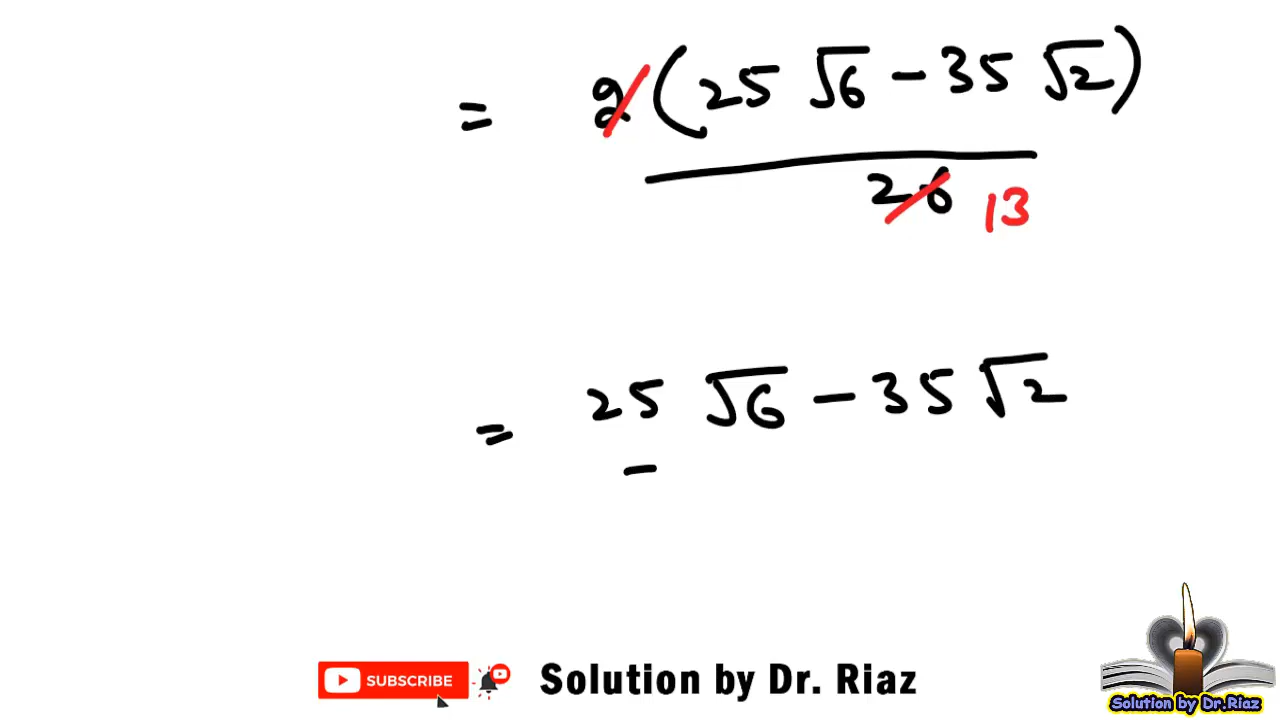 = 2 (25 √6 − 35 √2)
26 13
= 25 √6 − 35 √2
SUBSCRIBE Solution by Dr. Riaz
Solution by Dr.Riaz